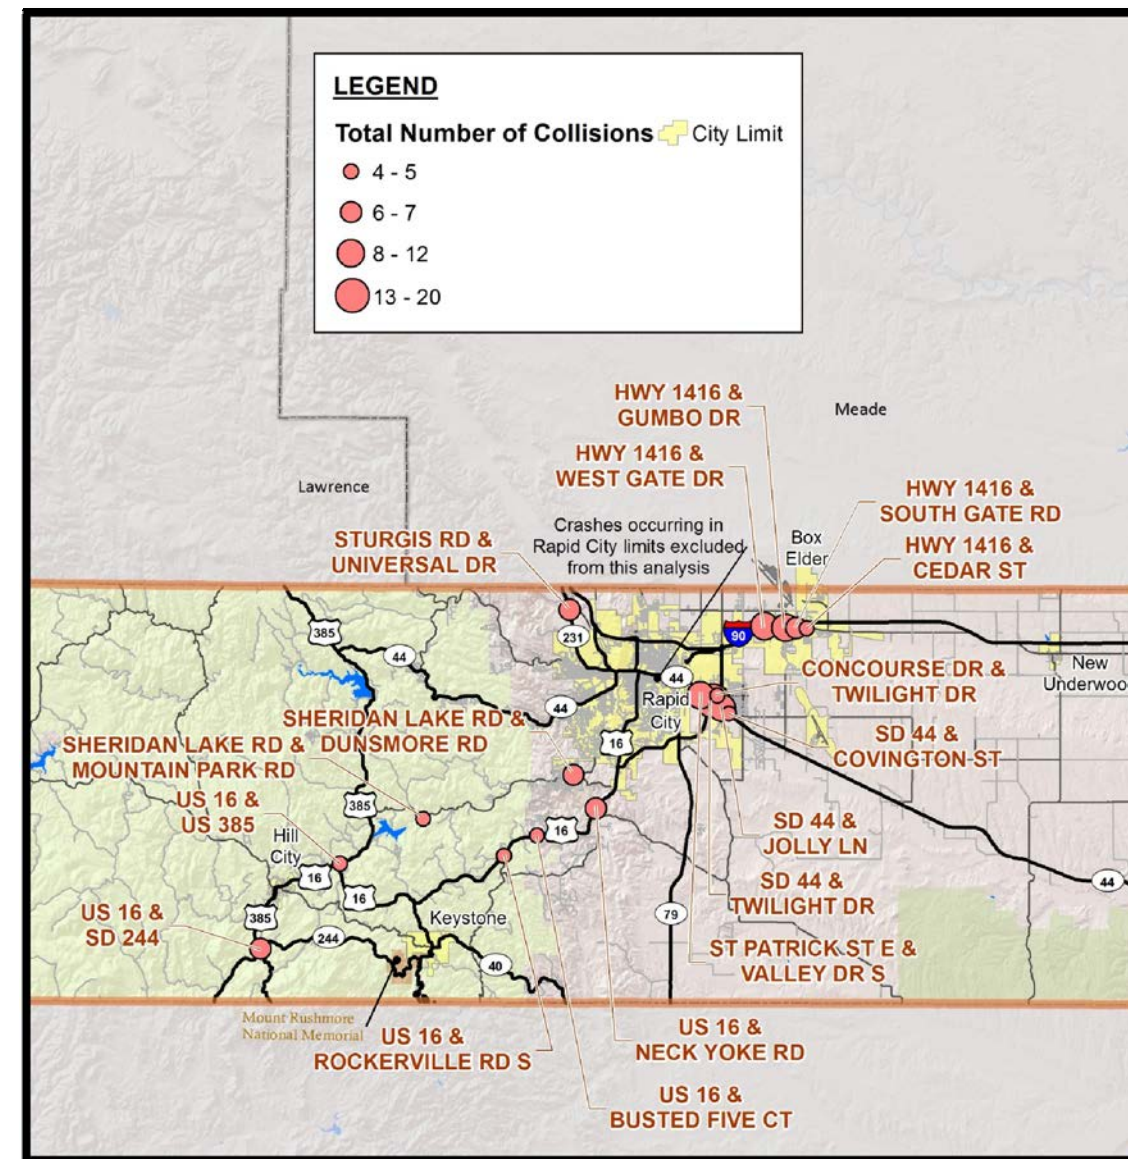 LEGEND
Total Number of Collisions
City Limit
4 - 5
6 - 7
8 - 12
13 - 20
HWY 1416 &
GUMBO DR
Meade
HWY 1416 &
WEST GATE DR
Lawrence
HWY 1416 &
SOUTH GATE RD
Crashes occurring in
Rapid City limits excluded
from this analysis
Box
Elder
STURGIS RD &
UNIVERSAL DR
HWY 1416 &
CEDAR ST
385
231
90
44
44
44
CONCOURSE DR &
TWILIGHT DR
New
Underwoo
Rapid
City
SHERIDAN LAKE RD &
DUNSMORE RD
16
SD 44 &
COVINGTON ST
SHERIDAN LAKE RD &
MOUNTAIN PARK RD
US 16 &
US 385
385
Hill
City
16
SD 44 &
JOLLY LN
16
16
SD 44 &
TWILIGHT DR
44
US 16 &
SD 244
385
244
Keystone
79
40
ST PATRICK ST E &
VALLEY DR S
Mount Rushmore
National Memorial
US 16 &
ROCKERVILLE RD S
US 16 &
NECK YOKE RD
US 16 &
BUSTED FIVE CT